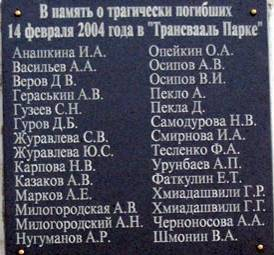 В память о трагически погибших
14 февраля 2004 года в "Трансвааль Парке"
Анашкина И.А.
Васильев А.А.
Веров Д В.
Гераськин А.В.
Гузеев С.Н.
Гуров Д.Б.
Журавлева С.В.
Журавлева Ю.С.
Карпова Н.В.
Казаков А.В.
Марков А.Е.
Милогородская А.В
Милогородский А.Н.
Нугуманов А.Р.
Опейкин О.А.
Осипов А.В.
Осипов В.И.
Пекло А.
Пекла Д.
Самодурова Н.В.
Смирнова И.А.
Тесленко Ф.А.
Урунбаев А.П.
Фаткулин Е.Т.
Хмиадашвили Г.Р.
Хмиадашвили Г.Г.
Черноносова А.А.
Шмонин В.А.